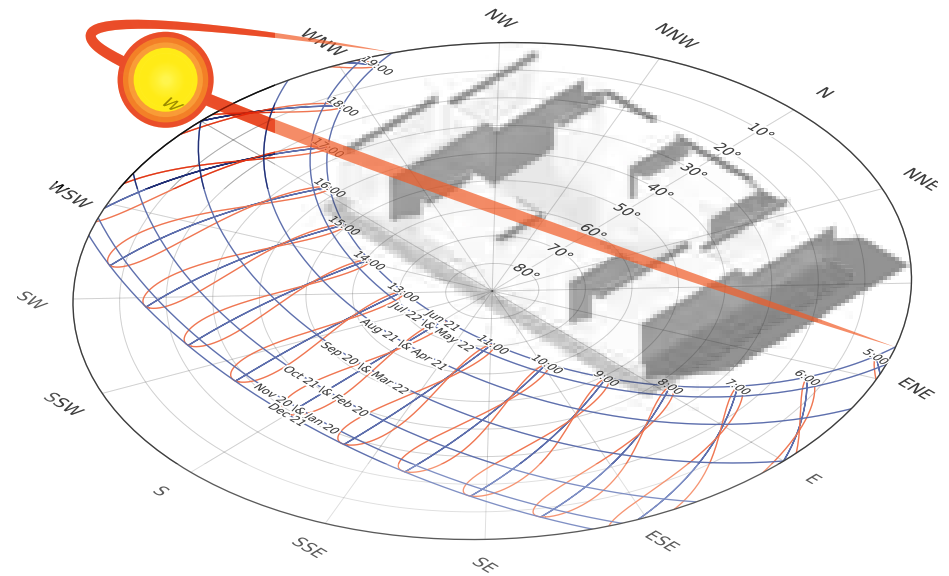 NW
NNW
WNW
N
19:00
W
18:00
10°
17:00
20°
30°
NNE
WSW
16:00
40°
50°
15:00
60°
70°
14:00
80°
SW
13:00
Jun·21
Jul·22·\&·May·22
Aug·21·\&·Apr·21
11:00
10:00
9:00
8:00
7:00
6:00
5:00
Sep·20·\&·Mar·22
Oct·21·\&·Feb·20
Nov·20·\&·Jan·20
Dec·21
ENE
SSW
E
S
SSE
SE
ESE